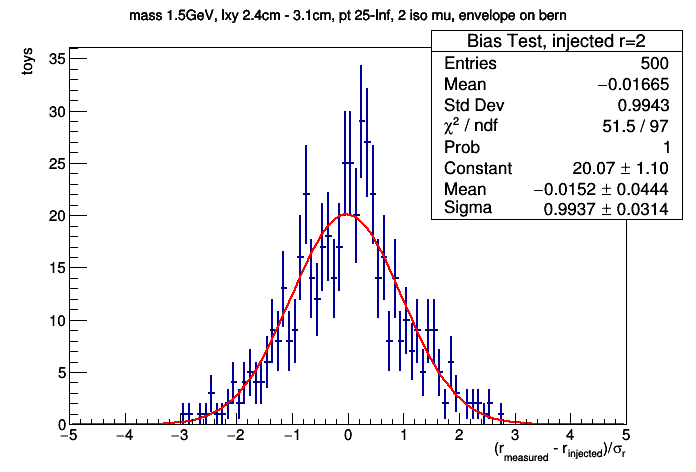 mass 1.5GeV, lxy 2.4cm - 3.1cm, pt 25-Inf, 2 iso mu, envelope on bern
Bias Test, injected r=2
Entries 500
Mean −0.01665
Std Dev 0.9943
χ² / ndf 51.5 / 97
Prob 1
Constant 20.07 ± 1.10
Mean −0.0152 ± 0.0444
Sigma 0.9937 ± 0.0314
toys
35
30
25
20
15
10
5
0
−5 −4 −3 −2 −1 0 1 2 3 4 5
(r_measured - r_injected)/σ_r